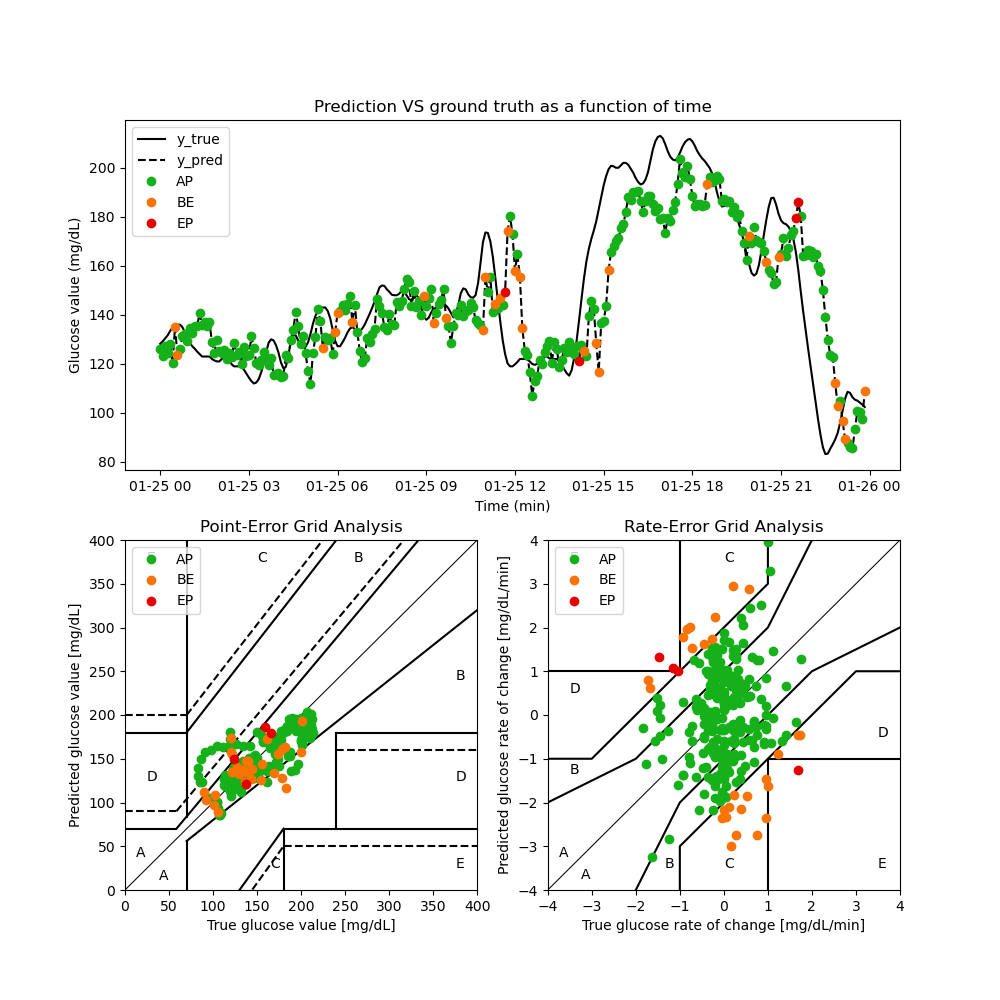 Prediction VS ground truth as a function of time
Glucose value (mg/dL)
200
180
160
140
120
100
80
y_true
y_pred
AP
BE
EP
01-25 00 01-25 03 01-25 06 01-25 09 01-25 12 01-25 15 01-25 18 01-25 21 01-26 00
Time (min)
Point-Error Grid Analysis
Predicted glucose value [mg/dL]
400
350
300
250
200
150
100
50
0
AP
BE
EP
C B
B
D D
A
A
C
E
0 50 100 150 200 250 300 350 400
True glucose value [mg/dL]
Rate-Error Grid Analysis
Predicted glucose rate of change [mg/dL/min]
4
3
2
1
0
−1
−2
−3
−4
AP
BE
EP
C
D
D
B
A
A
B C E
−4 −3 −2 −1 0 1 2 3 4
True glucose rate of change [mg/dL/min]